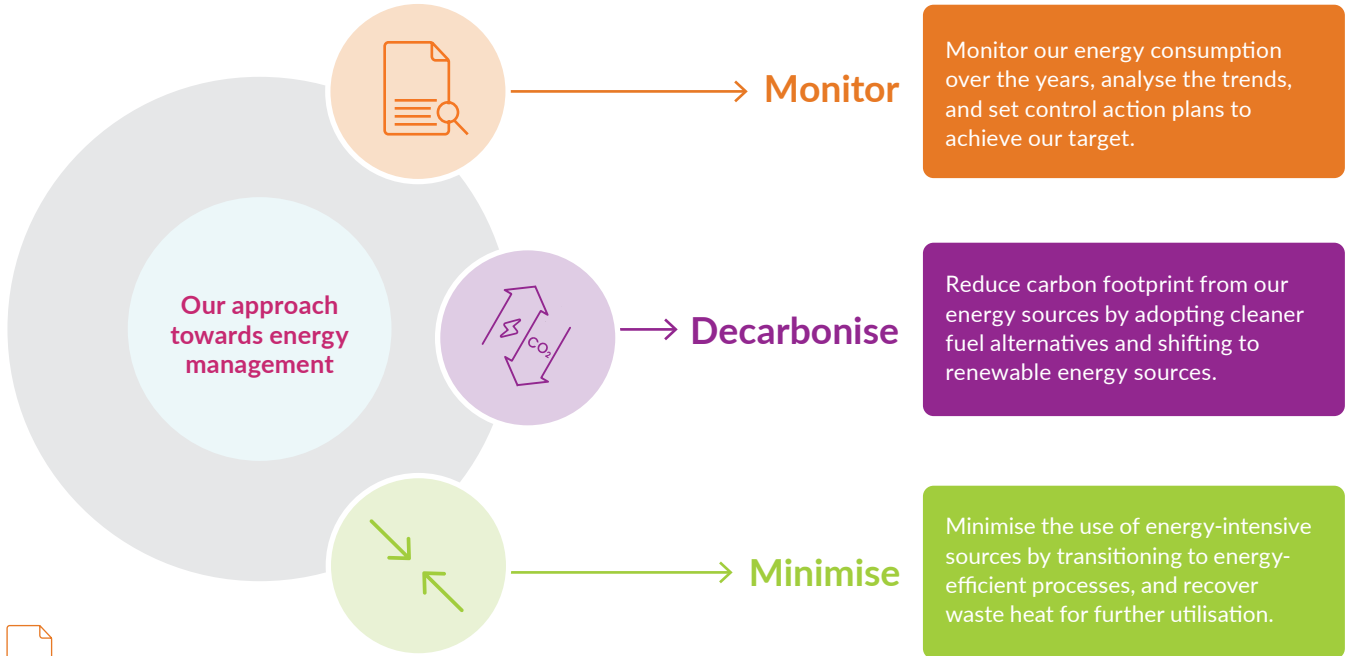 Our approach
towards energy
management
Monitor
Monitor our energy consumption
over the years, analyse the trends,
and set control action plans to
achieve our target.
CO₂
Decarbonise
Reduce carbon footprint from our
energy sources by adopting cleaner
fuel alternatives and shifting to
renewable energy sources.
Minimise
Minimise the use of energy-intensive
sources by transitioning to energy-
efficient processes, and recover
waste heat for further utilisation.